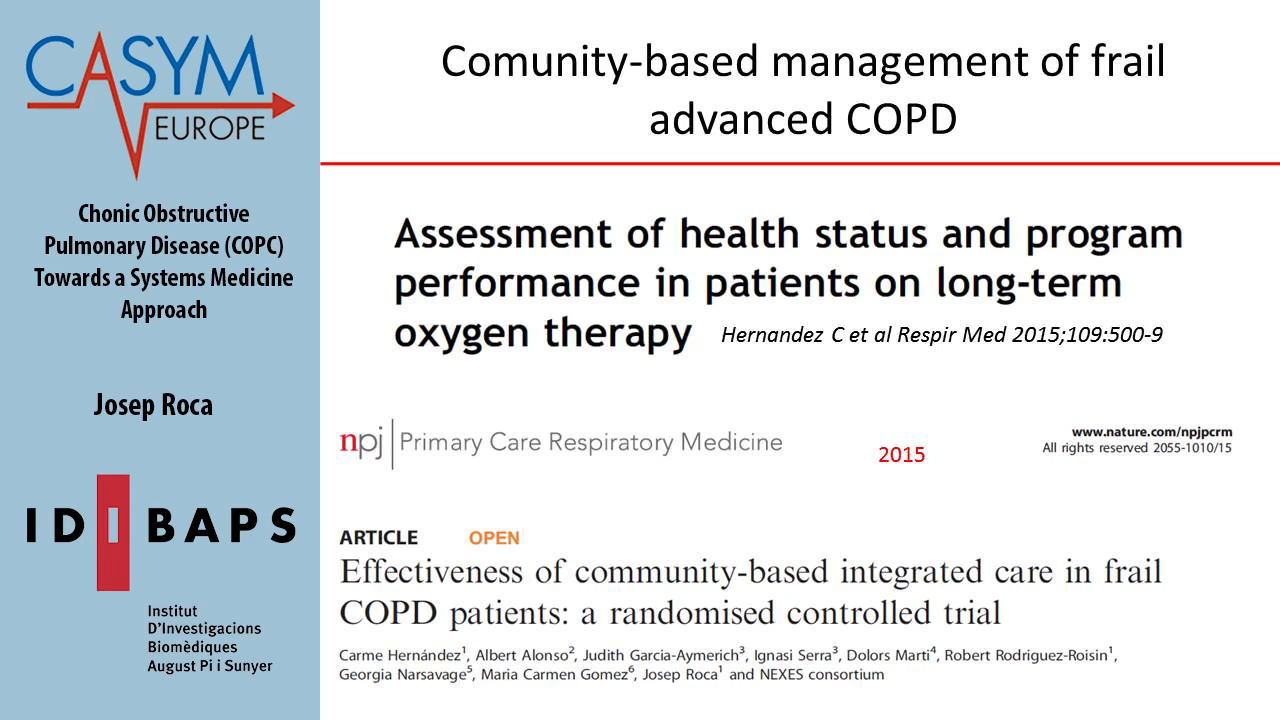 CASYM
EUROPE
Chonic Obstructive
Pulmonary Disease (COPC)
Towards a Systems Medicine
Approach
Josep Roca
IDIBAPS
Institut
D'Investigacions
Biomèdiques
August Pi i Sunyer
Comunity-based management of frail
advanced COPD
Assessment of health status and program
performance in patients on long-term
oxygen therapy Hernandez C et al Respir Med 2015;109:500-9
npj Primary Care Respiratory Medicine
2015
www.nature.com/npjpcrm
All rights reserved 2055-1010/15
ARTICLE OPEN
Effectiveness of community-based integrated care in frail
COPD patients: a randomised controlled trial
Carme Hernández¹, Albert Alonso², Judith Garcia-Aymerich³, Ignasi Serra³, Dolors Marti⁴, Robert Rodriguez-Roisin¹,
Georgia Narsavage⁵, Maria Carmen Gomez⁶, Josep Roca¹ and NEXES consortium